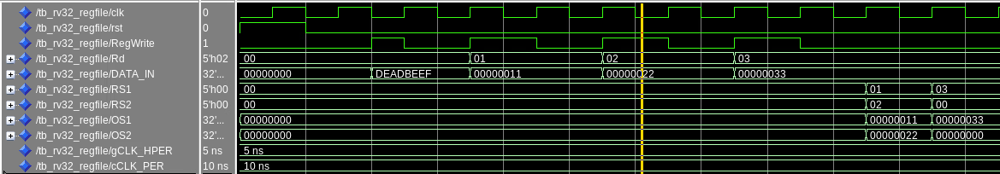 /tb_rv32_regfile/clk 0
/tb_rv32_regfile/rst 0
/tb_rv32_regfile/RegWrite 1
/tb_rv32_regfile/Rd 5'h02 00 01 02 03
/tb_rv32_regfile/DATA_IN 32'... 00000000 DEADBEEF 00000011 00000022 00000033
/tb_rv32_regfile/RS1 5'h00 00 01 03
/tb_rv32_regfile/RS2 5'h00 00 02 00
/tb_rv32_regfile/OS1 32'... 00000000 00000011 00000033
/tb_rv32_regfile/OS2 32'... 00000000 00000022 00000000
/tb_rv32_regfile/gCLK_HPER 5 ns 5 ns
/tb_rv32_regfile/cCLK_PER 10 ns 10 ns